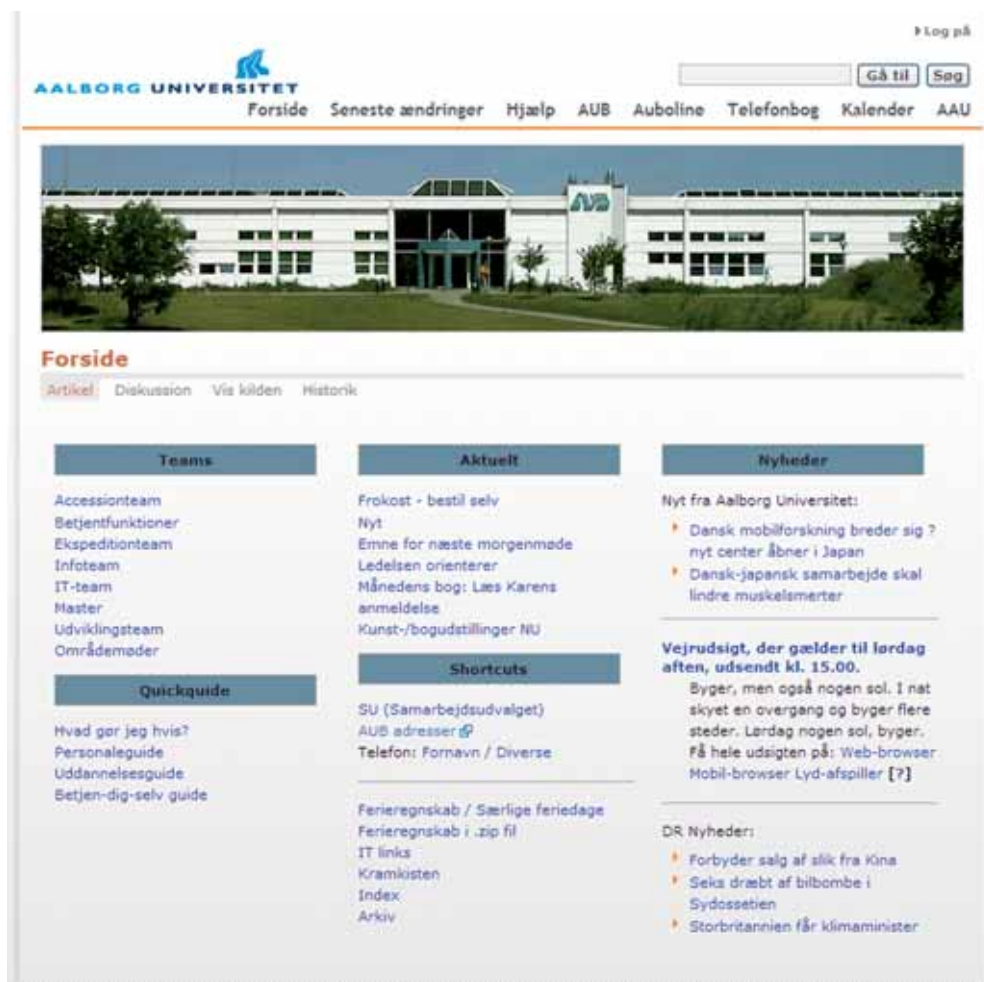 Log på
AALBORG UNIVERSITET
Gå til Søg
Forside Seneste ændringer Hjælp AUB Auboline Telefonbog Kalender AAU
AUB
Forside
Artikel Diskussion Vis kilden Historik
Teams
Accessionteam
Betjentfunktioner
Ekspeditionteam
Infoteam
IT-team
Master
Udviklingsteam
Områdemøder
Quickguide
Hvad gør jeg hvis?
Personaleguide
Uddannelsesguide
Betjen-dig-selv guide
Aktuelt
Frokost - bestil selv
Nyt
Emne for næste morgenmøde
Ledelsen orienterer
Månedens bog: Læs Karens
anmeldelse
Kunst-/bogudstillinger NU
Shortcuts
SU (Samarbejdsudvalget)
AUB adresser
Telefon: Fornavn / Diverse
Ferieregnskab / Særlige feriedage
Ferieregnskab i .zip fil
IT links
Kramkisten
Index
Arkiv
Nyheder
Nyt fra Aalborg Universitet:
Dansk mobilforskning breder sig ?
nyt center åbner i Japan
Dansk-japansk samarbejde skal
lindre muskelsmerter
Vejrudsigt, der gælder til lørdag
aften, udsendt kl. 15.00.
Byger, men også nogen sol. I nat
skyet en overgang og byger flere
steder. Lørdag nogen sol, byger.
Få hele udsigten på: Web-browser
Mobil-browser Lyd-afspiller [?]
DR Nyheder:
Forbyder salg af slik fra Kina
Seks dræbt af bilbombe i
Sydossetien
Storbritannien får klimaminister